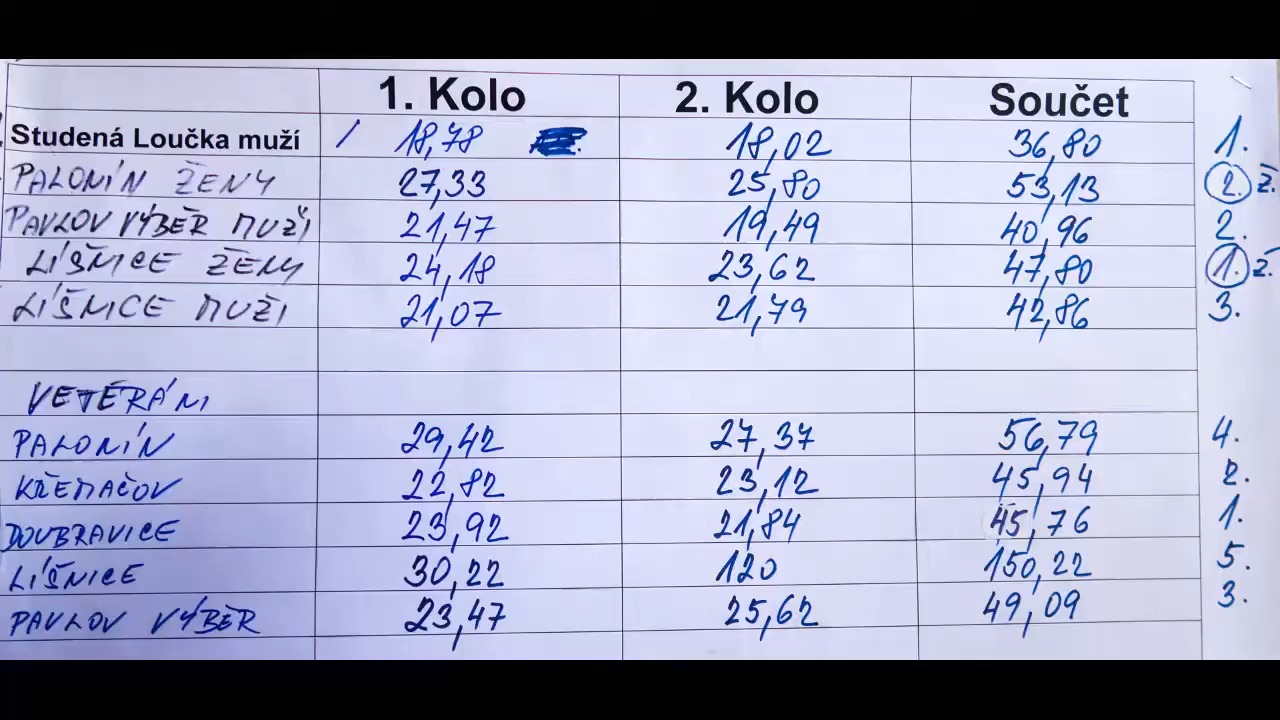 1. Kolo 2. Kolo Součet
Studená Loučka muží / 18,78 18,02 36,80 1.
PALONÍN ŽENY 27,33 25,80 53,13 2. ž.
PAVLOV VÝBĚR MUŽI 21,47 19,49 40,96 2.
LÍŠNICE ŽENY 24,18 23,62 47,80 1. ž.
LÍŠNICE MUŽI 21,07 21,79 42,86 3.
VETERÁNI
PALONÍN 29,42 27,37 56,79 4.
KŘEMAČOV 22,82 23,12 45,94 2.
DOUBRAVICE 23,92 21,84 45,76 1.
LÍŠNICE 30,22 120 150,22 5.
PAVLOV VÝBĚR 23,47 25,62 49,09 3.